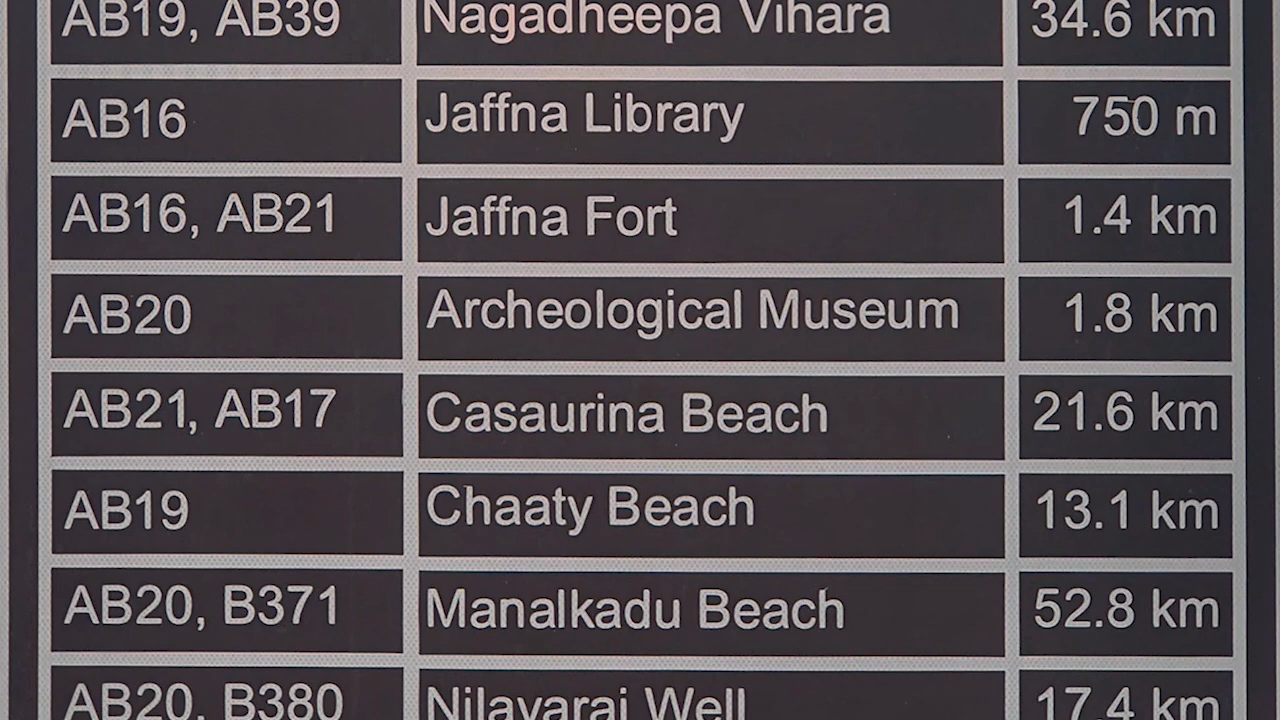 AB19, AB39 Nagadheepa Vihara 34.6 km
AB16 Jaffna Library 750 m
AB16, AB21 Jaffna Fort 1.4 km
AB20 Archeological Museum 1.8 km
AB21, AB17 Casaurina Beach 21.6 km
AB19 Chaaty Beach 13.1 km
AB20, B371 Manalkadu Beach 52.8 km
AB20, B380 Nilavarai Well 17.4 km